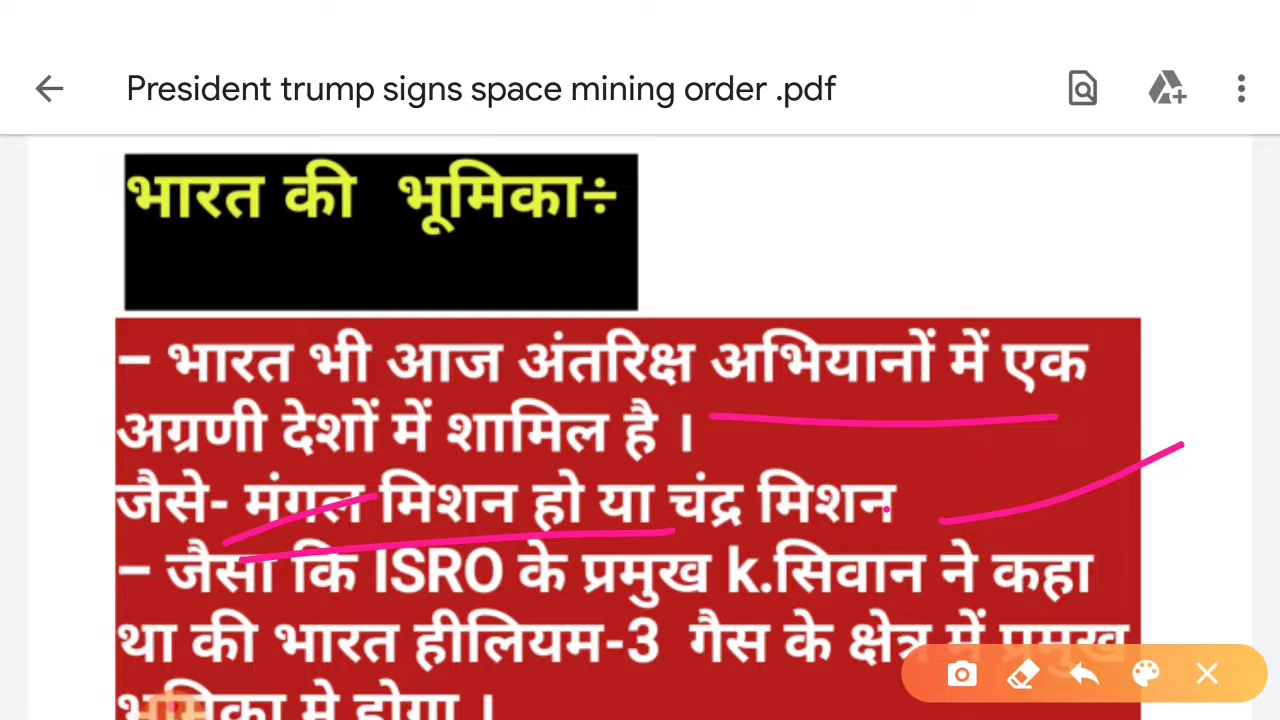 President trump signs space mining order .pdf
भारत की भूमिका÷
– भारत भी आज अंतरिक्ष अभियानों में एक
अग्रणी देशों में शामिल है ।
जैसे- मंगल मिशन हो या चंद्र मिशन
– जैसा कि ISRO के प्रमुख k.सिवान ने कहा
था की भारत हीलियम-3 गैस के क्षेत्र में प्रमुख
भूमिका मे होगा ।